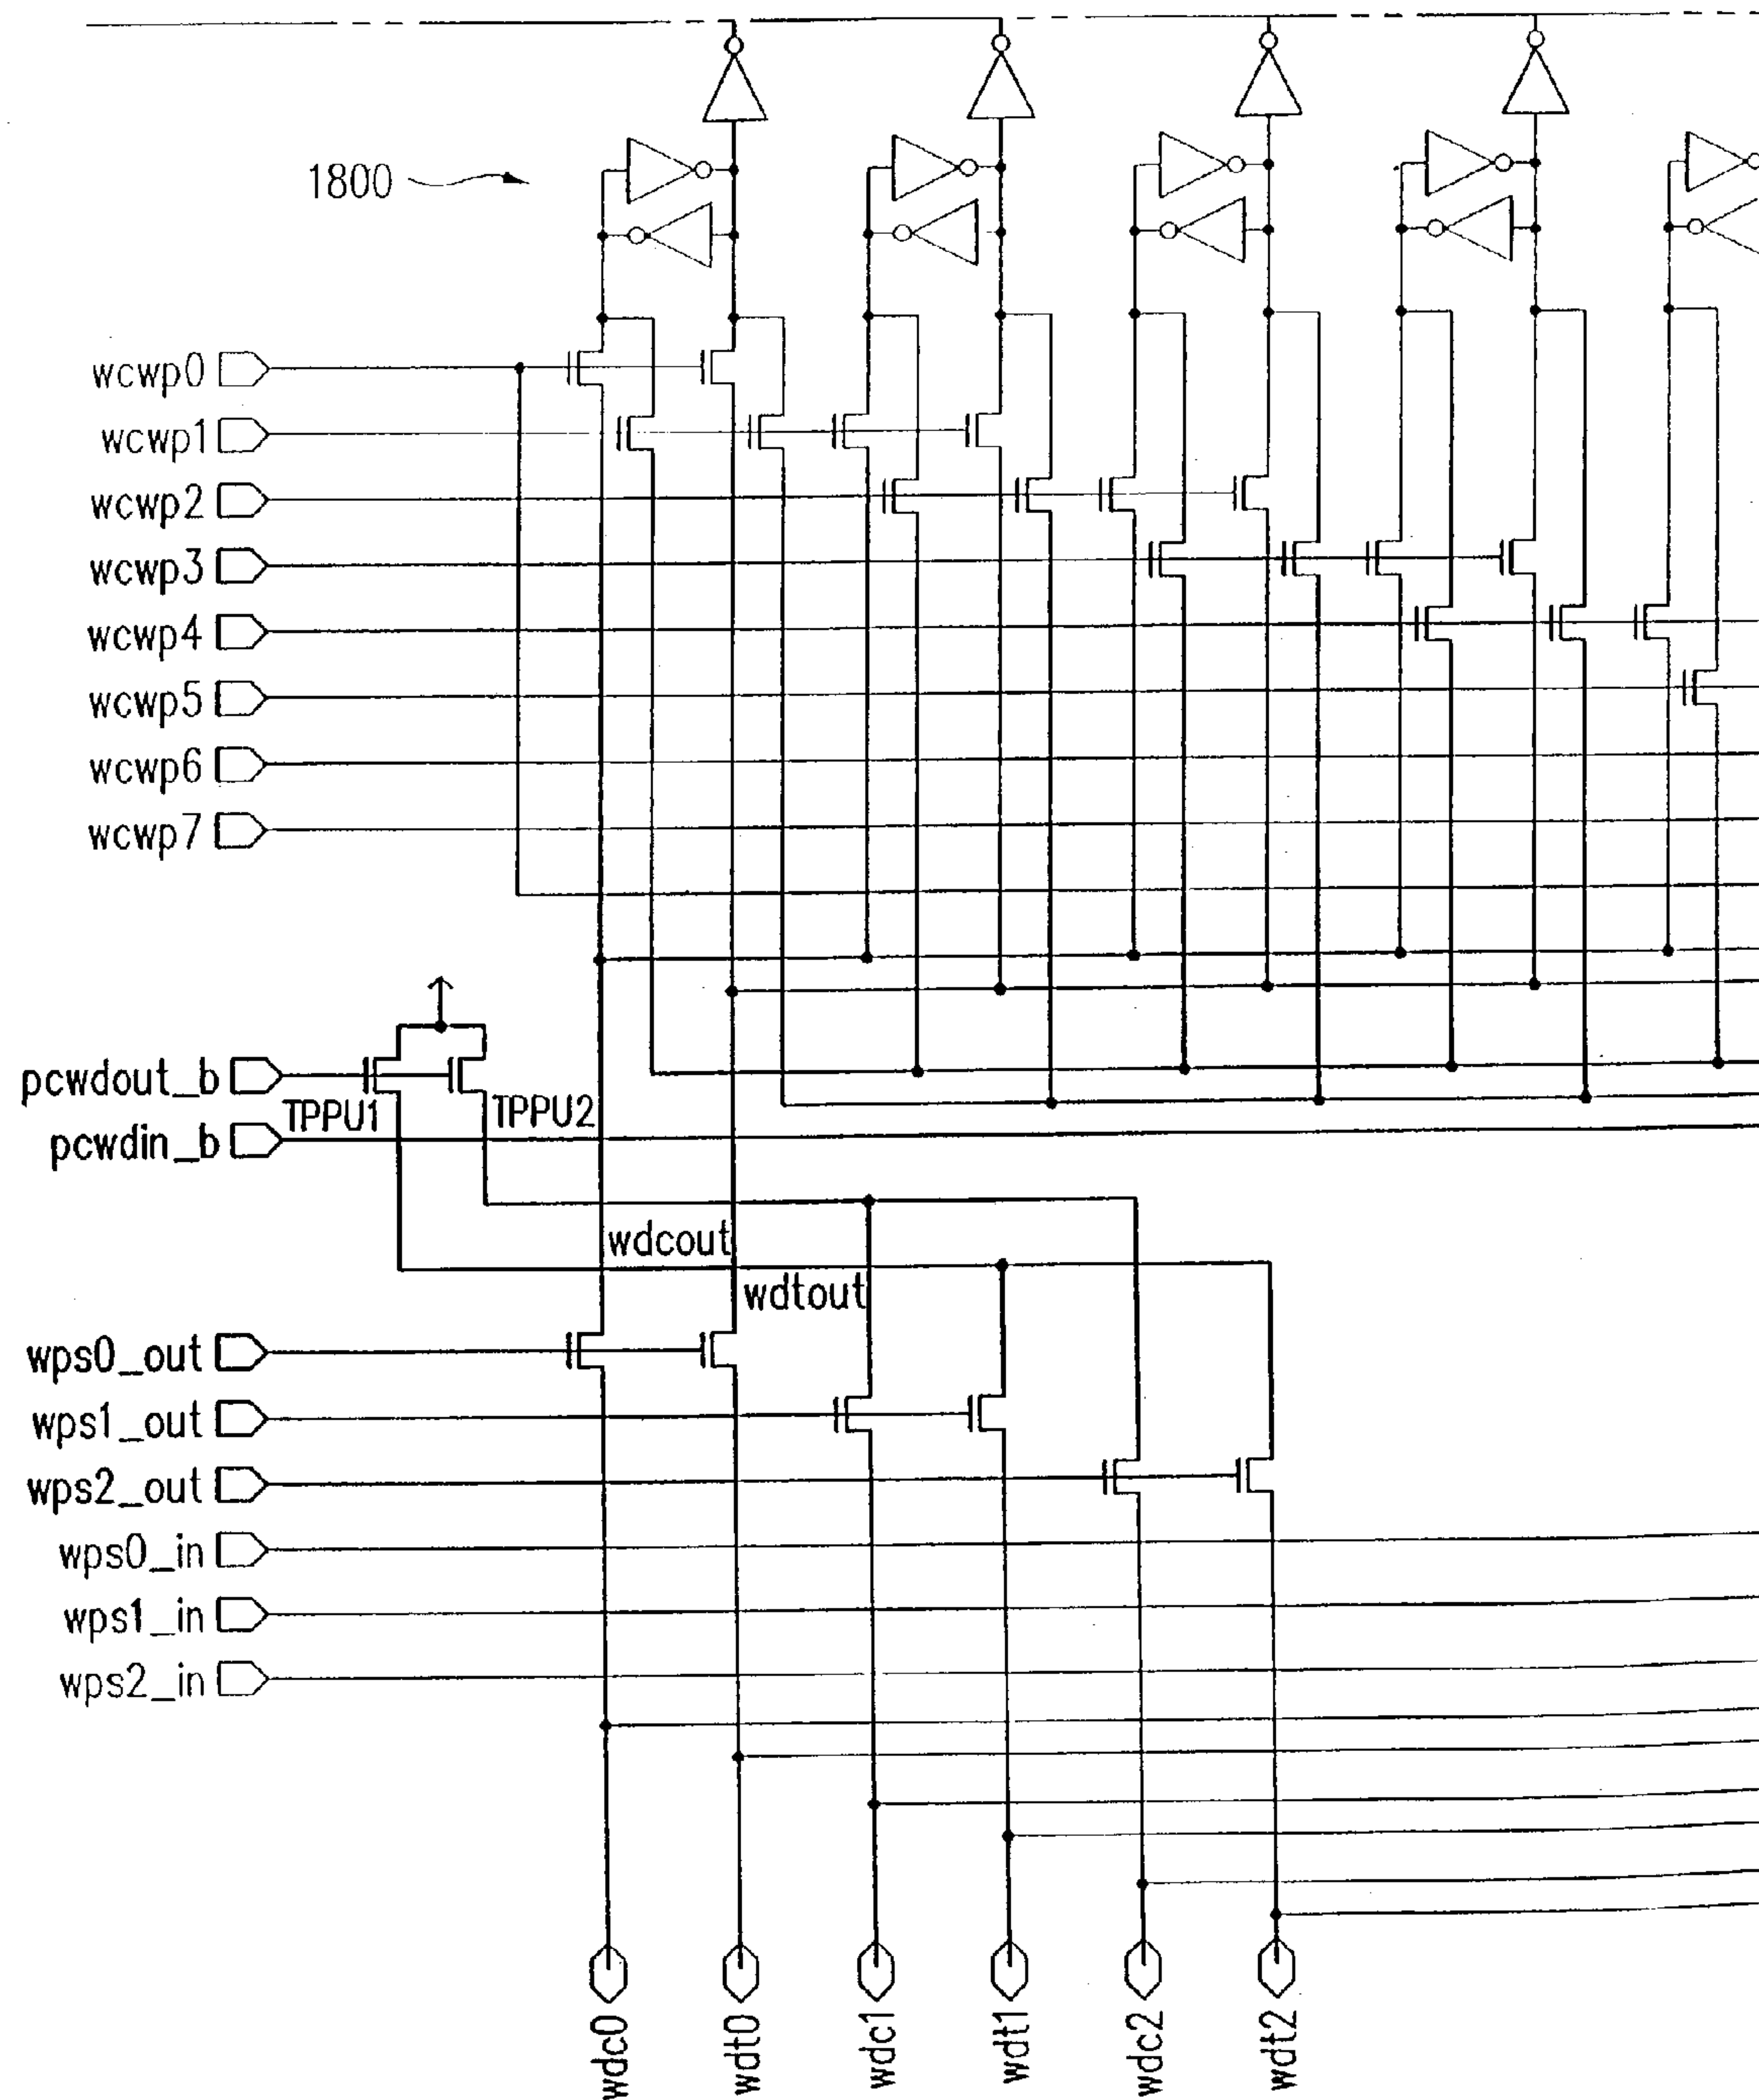 1800
wcwp0
wcwp1
wcwp2
wcwp3
wcwp4
wcwp5
wcwp6
wcwp7
pcwdout_b
TPPU1
TPPU2
pcwdin_b
wdcout
wdtout
wps0_out
wps1_out
wps2_out
wps0_in
wps1_in
wps2_in
wdc0
wdt0
wdc1
wdt1
wdc2
wdt2